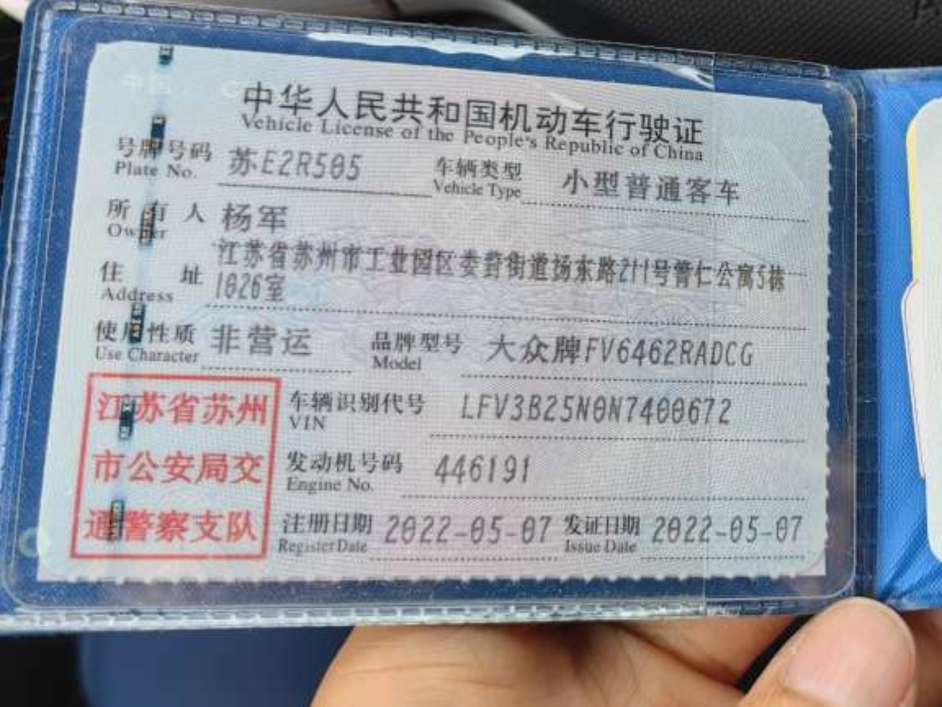 中华人民共和国机动车行驶证
Vehicle License of the People's Republic of China
号牌号码 苏E2R505 车辆类型 小型普通客车
Plate No. Vehicle Type
所有人 杨军
Owner
住址 江苏省苏州市工业园区娄葑街道扬东路211号菁仁公寓5栋
Address 1026室
使用性质 非营运 品牌型号 大众牌FV6462RADCG
Use Character Model
江苏省苏州 车辆识别代号 LFV3B25N0N7400672
VIN
市公安局交 发动机号码 446191
Engine No.
通警察支队 注册日期 2022-05-07 发证日期 2022-05-07
Register Date Issue Date